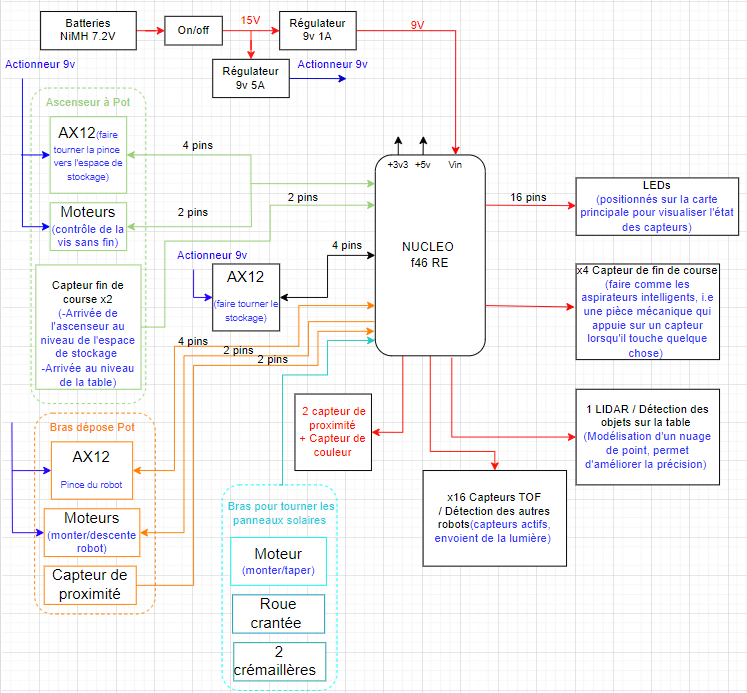 Batteries
NiMH 7.2V
On/off
15V
Régulateur
9v 1A
9V
Régulateur
9v 5A
Actionneur 9v
Actionneur 9v
Ascenseur à Pot
AX12(faire
tourner la pince
vers l'espace de
stockage)
4 pins
Moteurs
(contrôle de la
vis sans fin)
2 pins
2 pins
Capteur fin de
course x2
(-Arrivée de
l'ascenseur au
niveau de l'espace
de stockage
-Arrivée au niveau
de la table)
Actionneur 9v
AX12
(faire tourner le
stockage)
4 pins
+3v3
+5v
Vin
NUCLEO
f46 RE
16 pins
LEDs
(positionnés sur la carte
principale pour visualiser l'état
des capteurs)
x4 Capteur de fin de course
(faire comme les
aspirateurs intelligents, i.e
une pièce mécanique qui
appuie sur un capteur
lorsqu'il touche quelque
chose)
4 pins
2 pins
2 pins
Bras dépose Pot
AX12
Pince du robot
Moteurs
(monter/descente
robot)
Capteur de
proximité
2 capteur de
proximité
+ Capteur de
couleur
1 LIDAR / Détection des
objets sur la table
(Modélisation d'un nuage
de point, permet
d'améliorer la précision)
x16 Capteurs TOF
/ Détection des autres
robots(capteurs actifs,
envoient de la lumière)
Bras pour tourner les
panneaux solaires
Moteur
(monter/taper)
Roue
crantée
2
crémaillères